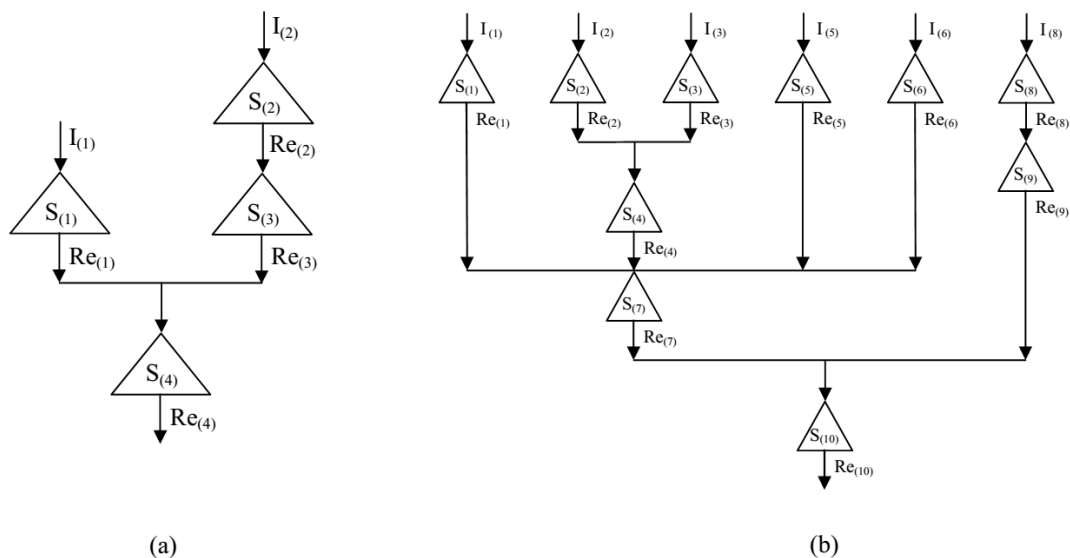 I(2)
S(2)
Re(2)
I(1)
S(1)
S(3)
Re(1)
Re(3)
S(4)
Re(4)
(a)
I(1) I(2) I(3) I(5) I(6) I(8)
S(1) S(2) S(3) S(5) S(6) S(8)
Re(1) Re(2) Re(3) Re(5) Re(6) Re(8)
S(9)
Re(9)
S(4)
Re(4)
S(7)
Re(7)
S(10)
Re(10)
(b)